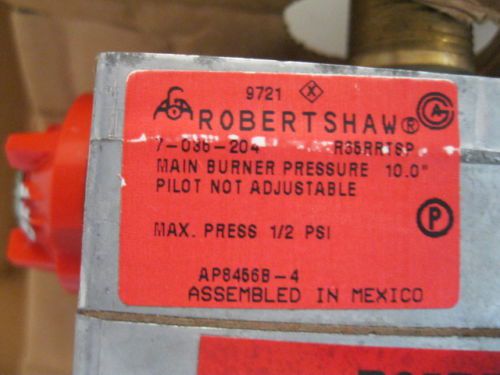 9721
ROBERTSHAW®
7-036-204 R35RRTSP
MAIN BURNER PRESSURE 10.0"
PILOT NOT ADJUSTABLE
P
MAX. PRESS 1/2 PSI
AP8456B-4
ASSEMBLED IN MEXICO